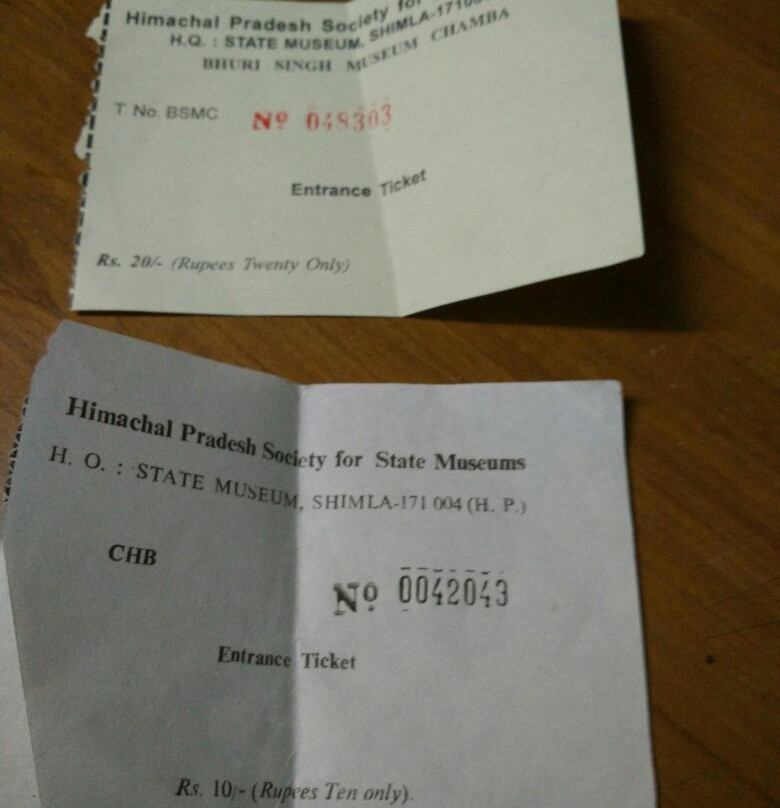 Himachal Pradesh Society for
H.Q. : STATE MUSEUM, SHIMLA-17100
BHURI SINGH MUSEUM CHAMBA
T. No. BSMC Nº 048303
Entrance Ticket
Rs. 20/- (Rupees Twenty Only)
Himachal Pradesh Society for State Museums
H. O. : STATE MUSEUM, SHIMLA-171 004 (H. P.)
CHB
Nº 0042043
Entrance Ticket
Rs. 10/- (Rupees Ten only).